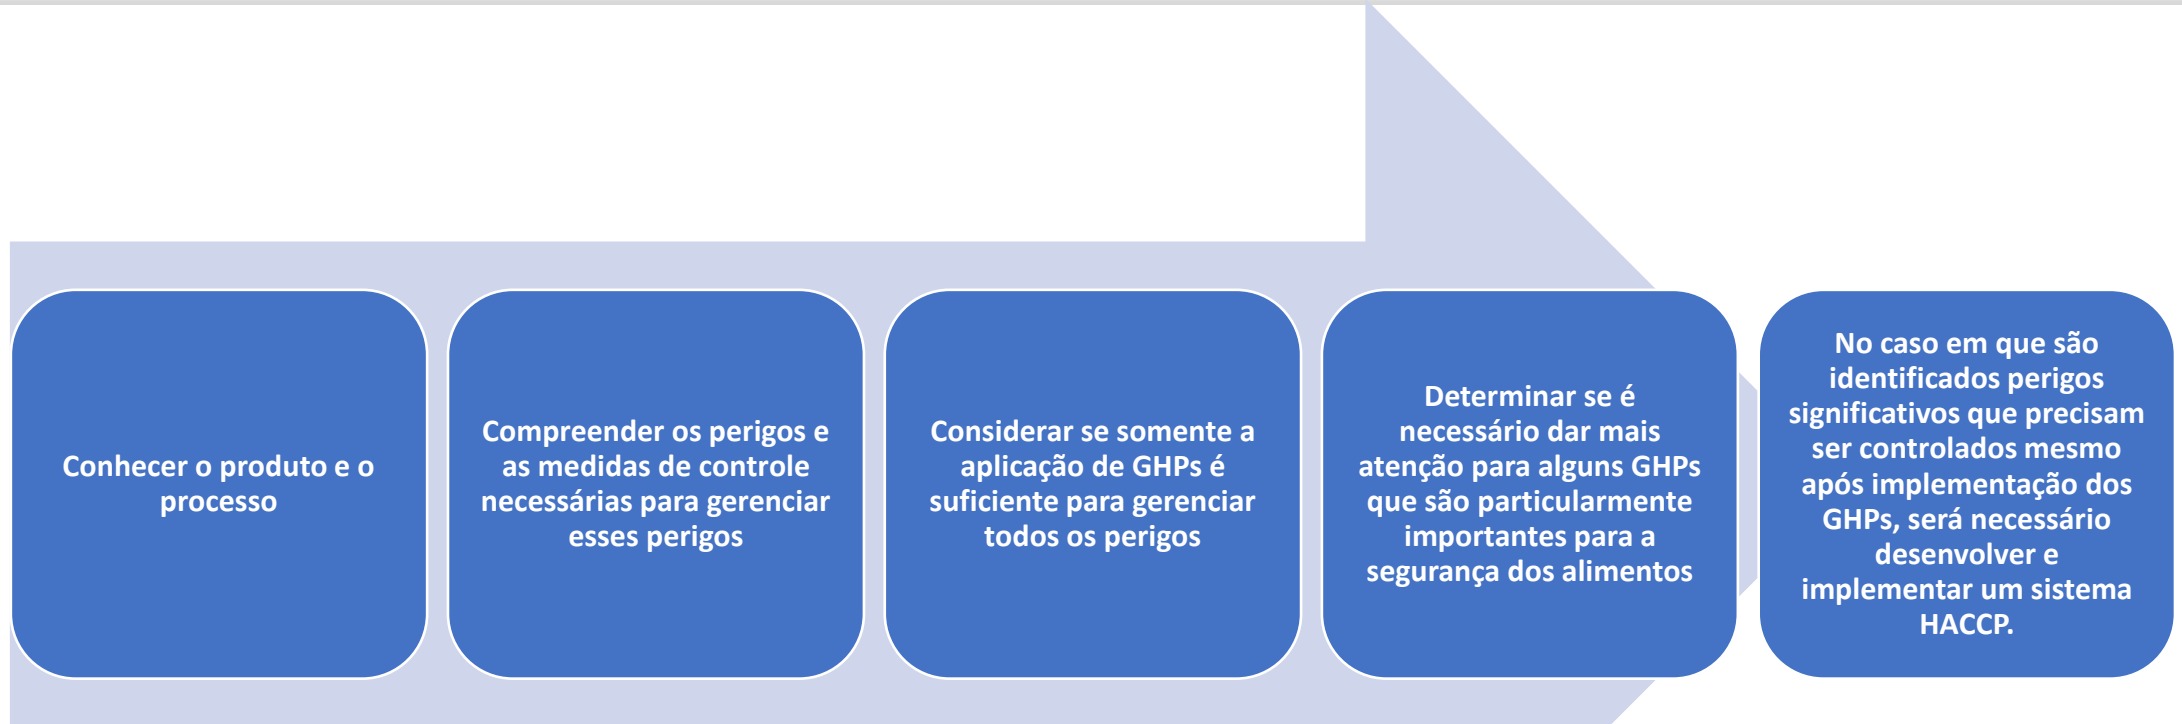 Conhecer o produto e o
processo
Compreender os perigos e
as medidas de controle
necessárias para gerenciar
esses perigos
Considerar se somente a
aplicação de GHPs é
suficiente para gerenciar
todos os perigos
Determinar se é
necessário dar mais
atenção para alguns GHPs
que são particularmente
importantes para a
segurança dos alimentos
No caso em que são
identificados perigos
significativos que precisam
ser controlados mesmo
após implementação dos
GHPs, será necessário
desenvolver e
implementar um sistema
HACCP.